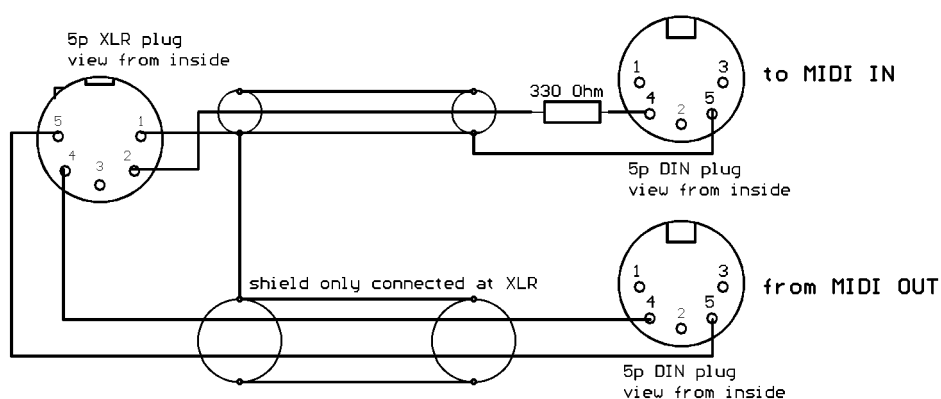 5p XLR plug
view from inside
5
1
4
3
2
330 Ohm
1
3
4
2
5
to MIDI IN
5p DIN plug
view from inside
shield only connected at XLR
1
3
4
2
5
from MIDI OUT
5p DIN plug
view from inside